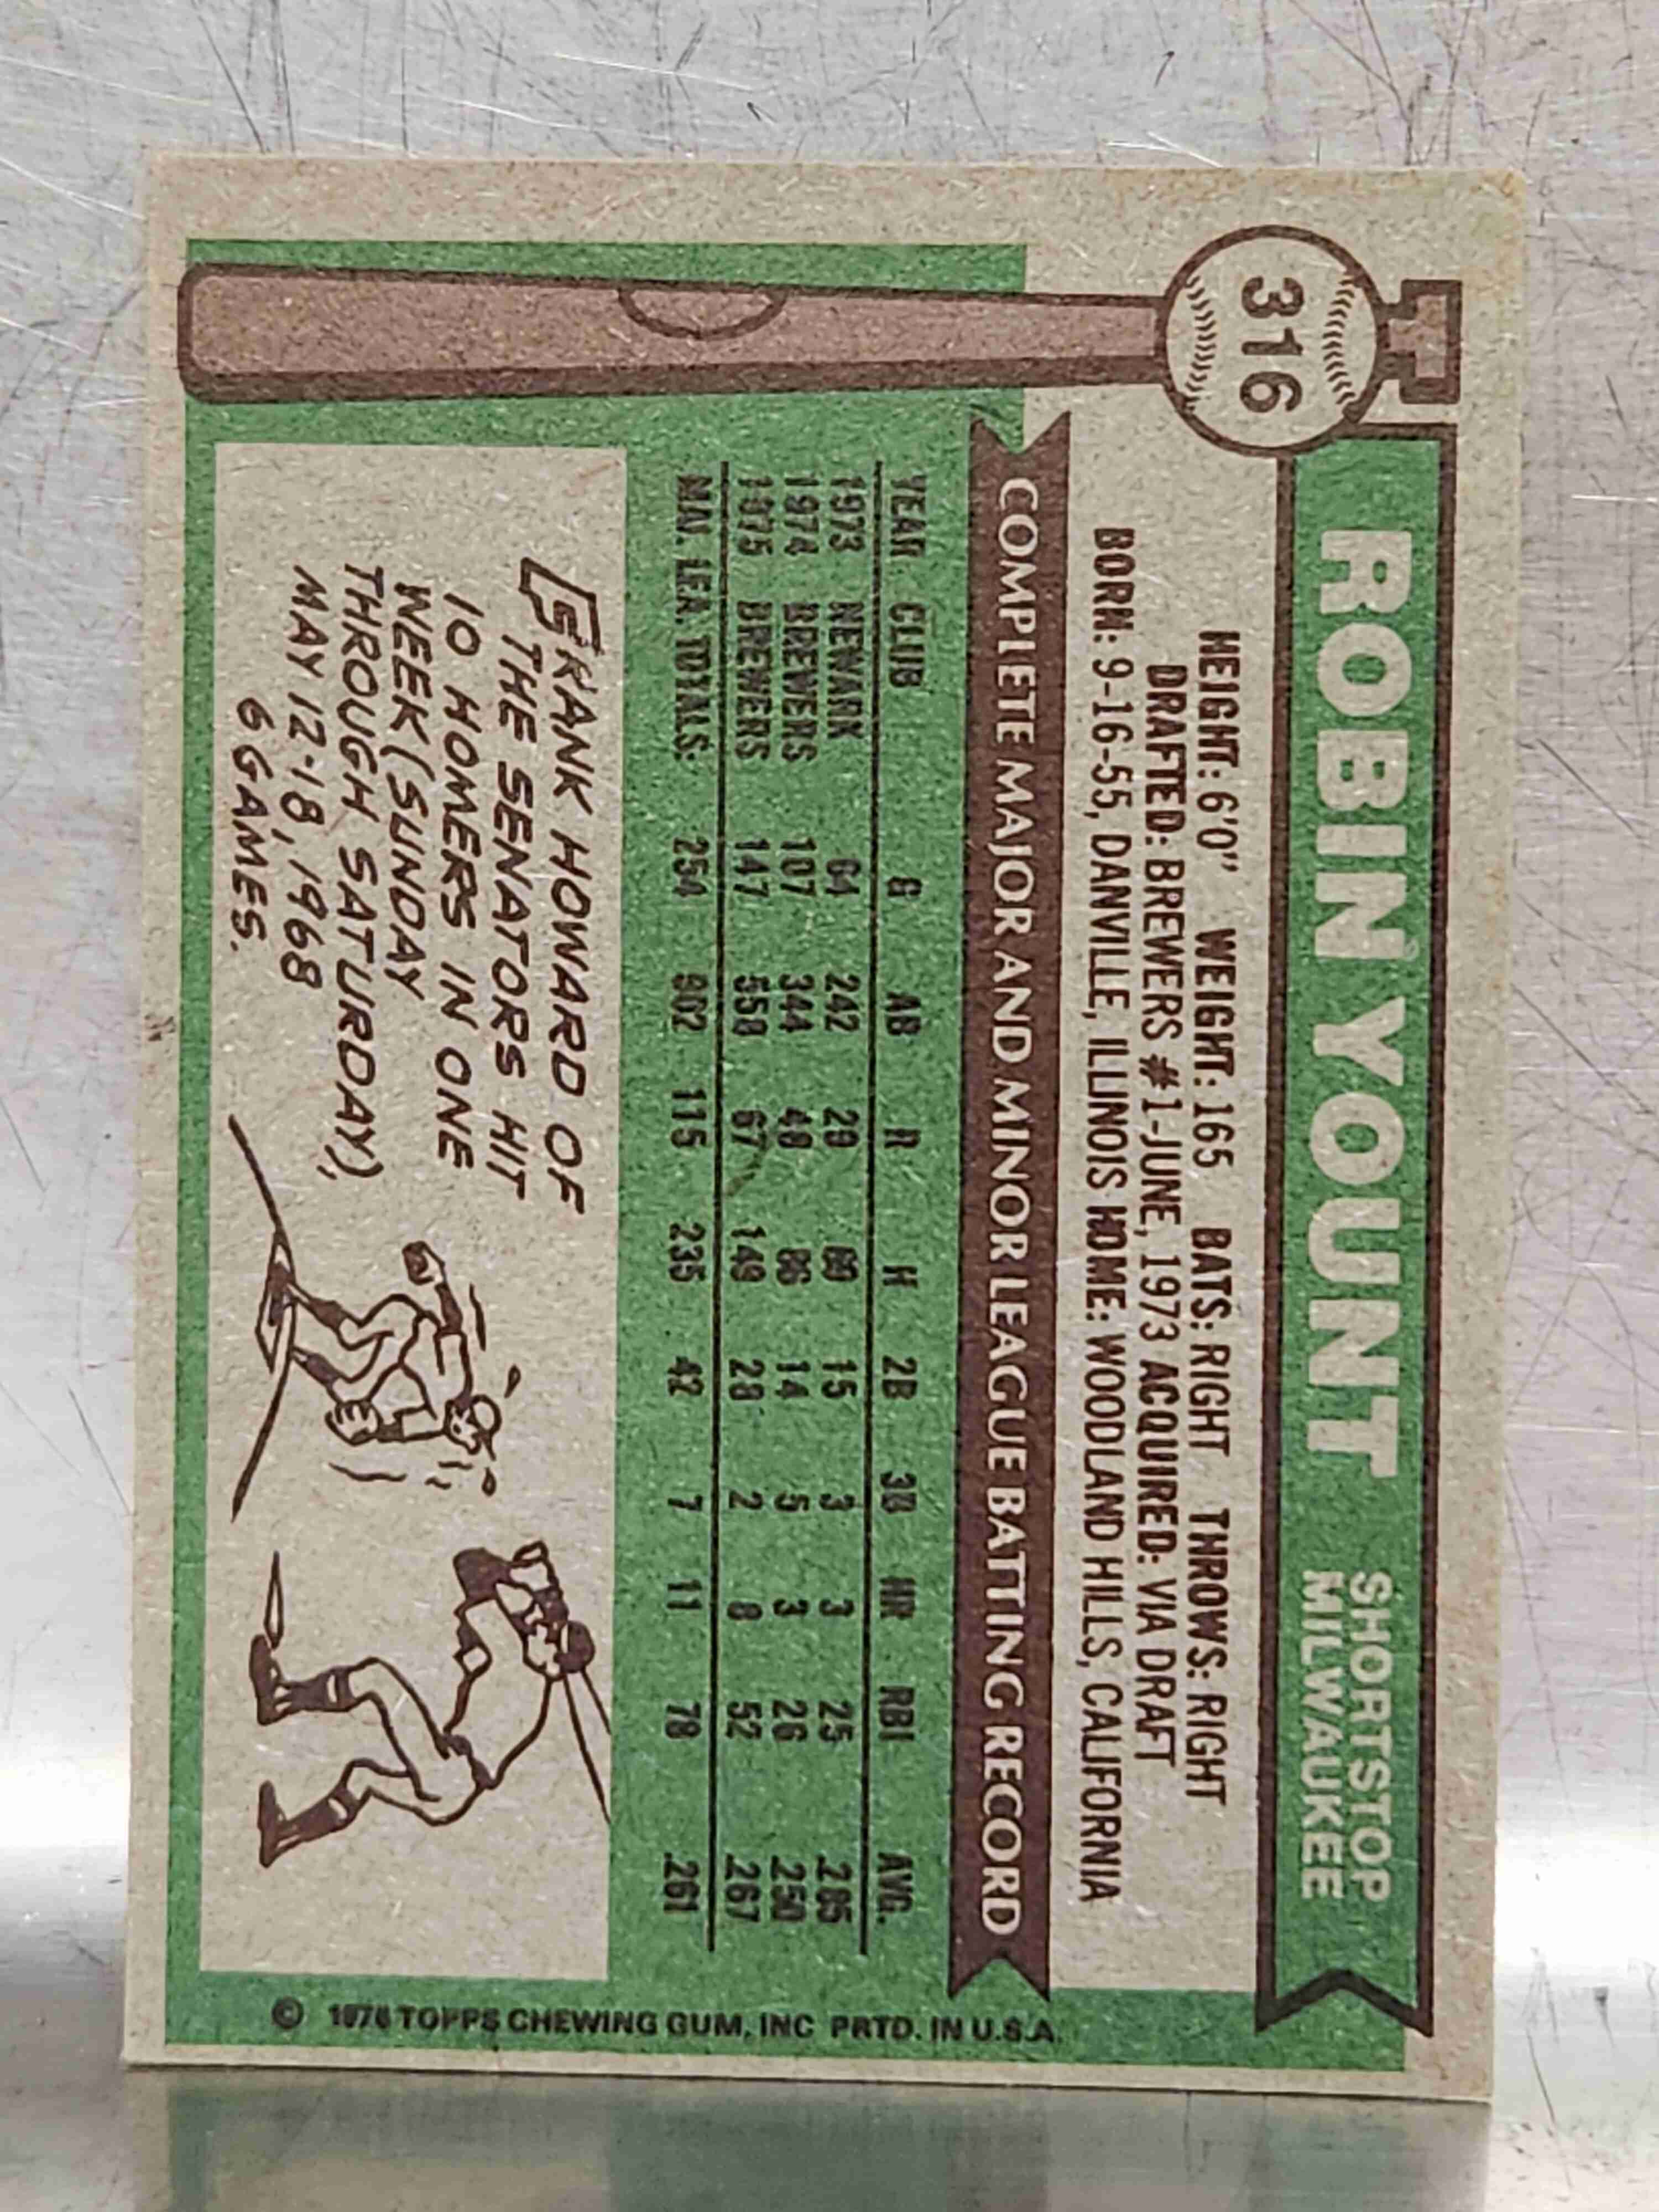 316
ROBIN YOUNT
SHORTSTOP
MILWAUKEE
HEIGHT: 6'0" WEIGHT: 165 BATS: RIGHT THROWS: RIGHT
DRAFTED: BREWERS #1-JUNE, 1973 ACQUIRED: VIA DRAFT
BORN: 9-16-55, DANVILLE, ILLINOIS HOME: WOODLAND HILLS, CALIFORNIA
COMPLETE MAJOR AND MINOR LEAGUE BATTING RECORD
YEAR CLUB G AB R H 2B 3B HR RBI AVG.
1973 NEWARK 64 242 29 69 15 3 3 25 .285
1974 BREWERS 107 344 48 86 14 5 3 26 .250
1975 BREWERS 147 558 67 149 28 2 8 52 .267
MAJ. LEA. TOTALS: 254 902 115 235 42 7 11 78 .261
FRANK HOWARD OF
THE SENATORS HIT
10 HOMERS IN ONE
WEEK (SUNDAY
THROUGH SATURDAY),
MAY 12-18, 1968
6 GAMES.
© 1976 TOPPS CHEWING GUM, INC PRTD. IN U.S.A.